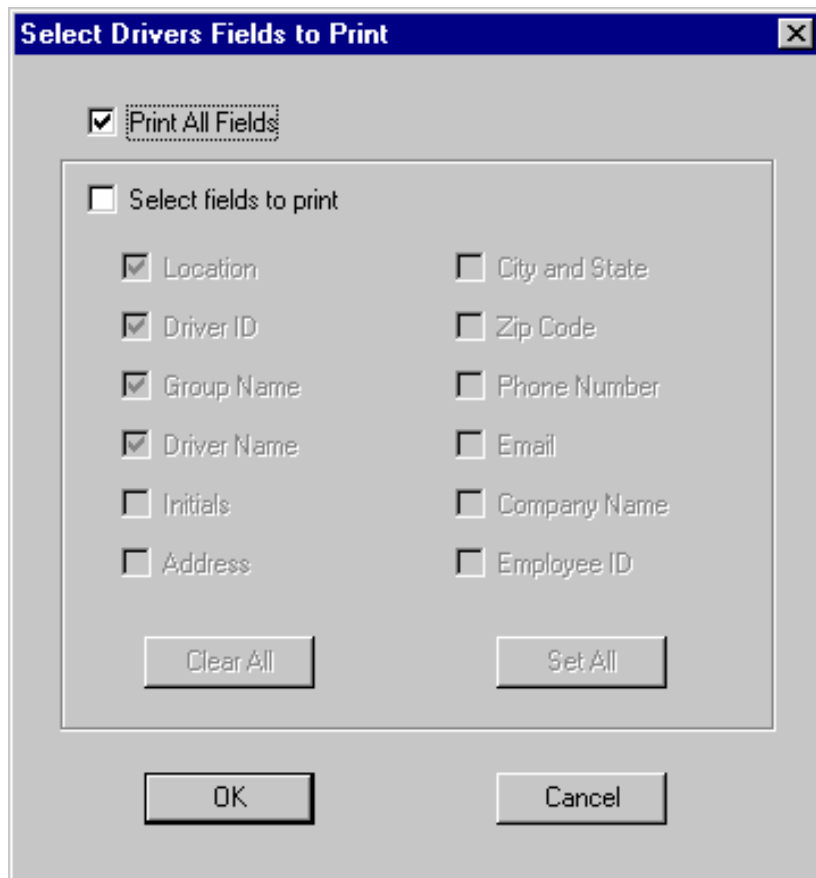 Select Drivers Fields to Print
Print All Fields
Select fields to print
Location
City and State
Driver ID
Zip Code
Group Name
Phone Number
Driver Name
Email
Initials
Company Name
Address
Employee ID
Clear All
Set All
OK
Cancel